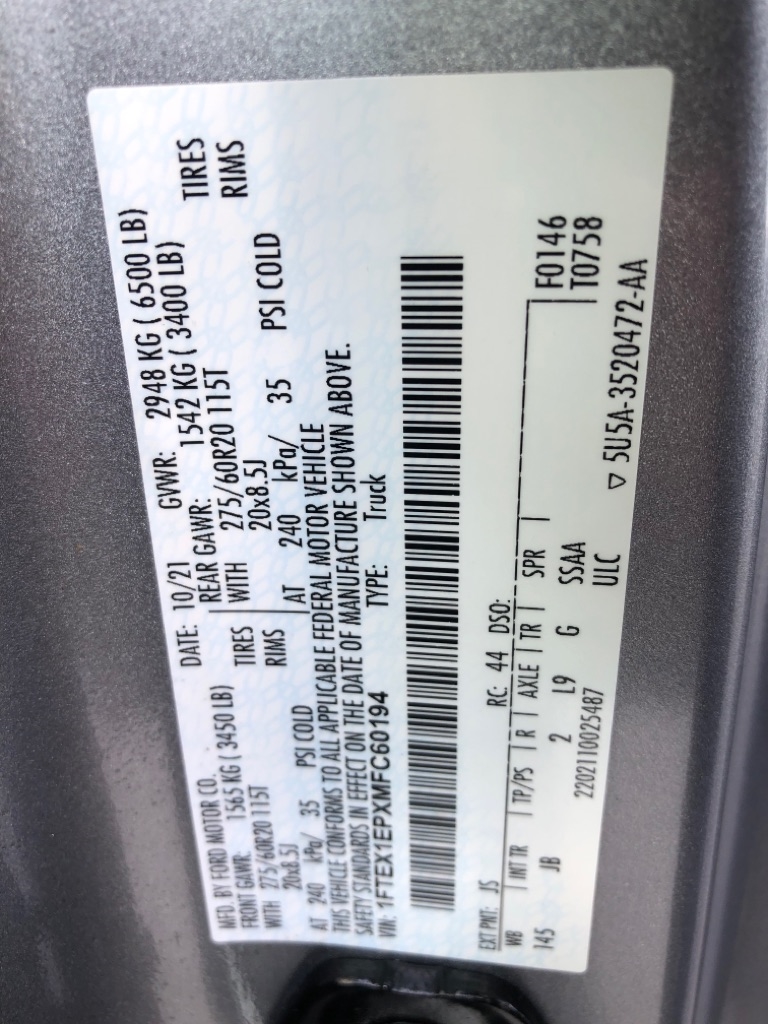 MFD. BY FORD MOTOR CO.
DATE: 10/21 GVWR: 2948 KG ( 6500 LB)
FRONT GAWR: 1565 KG ( 3450 LB) REAR GAWR: 1542 KG ( 3400 LB)
WITH 275/60R20 115T TIRES WITH 275/60R20 115T TIRES
20x8.5J RIMS 20x8.5J RIMS
AT 240 kPa/ 35 PSI COLD AT 240 kPa/ 35 PSI COLD
THIS VEHICLE CONFORMS TO ALL APPLICABLE FEDERAL MOTOR VEHICLE
SAFETY STANDARDS IN EFFECT ON THE DATE OF MANUFACTURE SHOWN ABOVE.
VIN: 1FTEX1EPXMFC60194 TYPE: Truck
EXT PNT: JS RC: 44 DSO: F0146
WB | INT TR | TP/PS | R | AXLE | TR | SPR | T0758
145 JB 2 L9 G SSAA
2202110025487 ULC ▽ 5U5A-3520472-AA